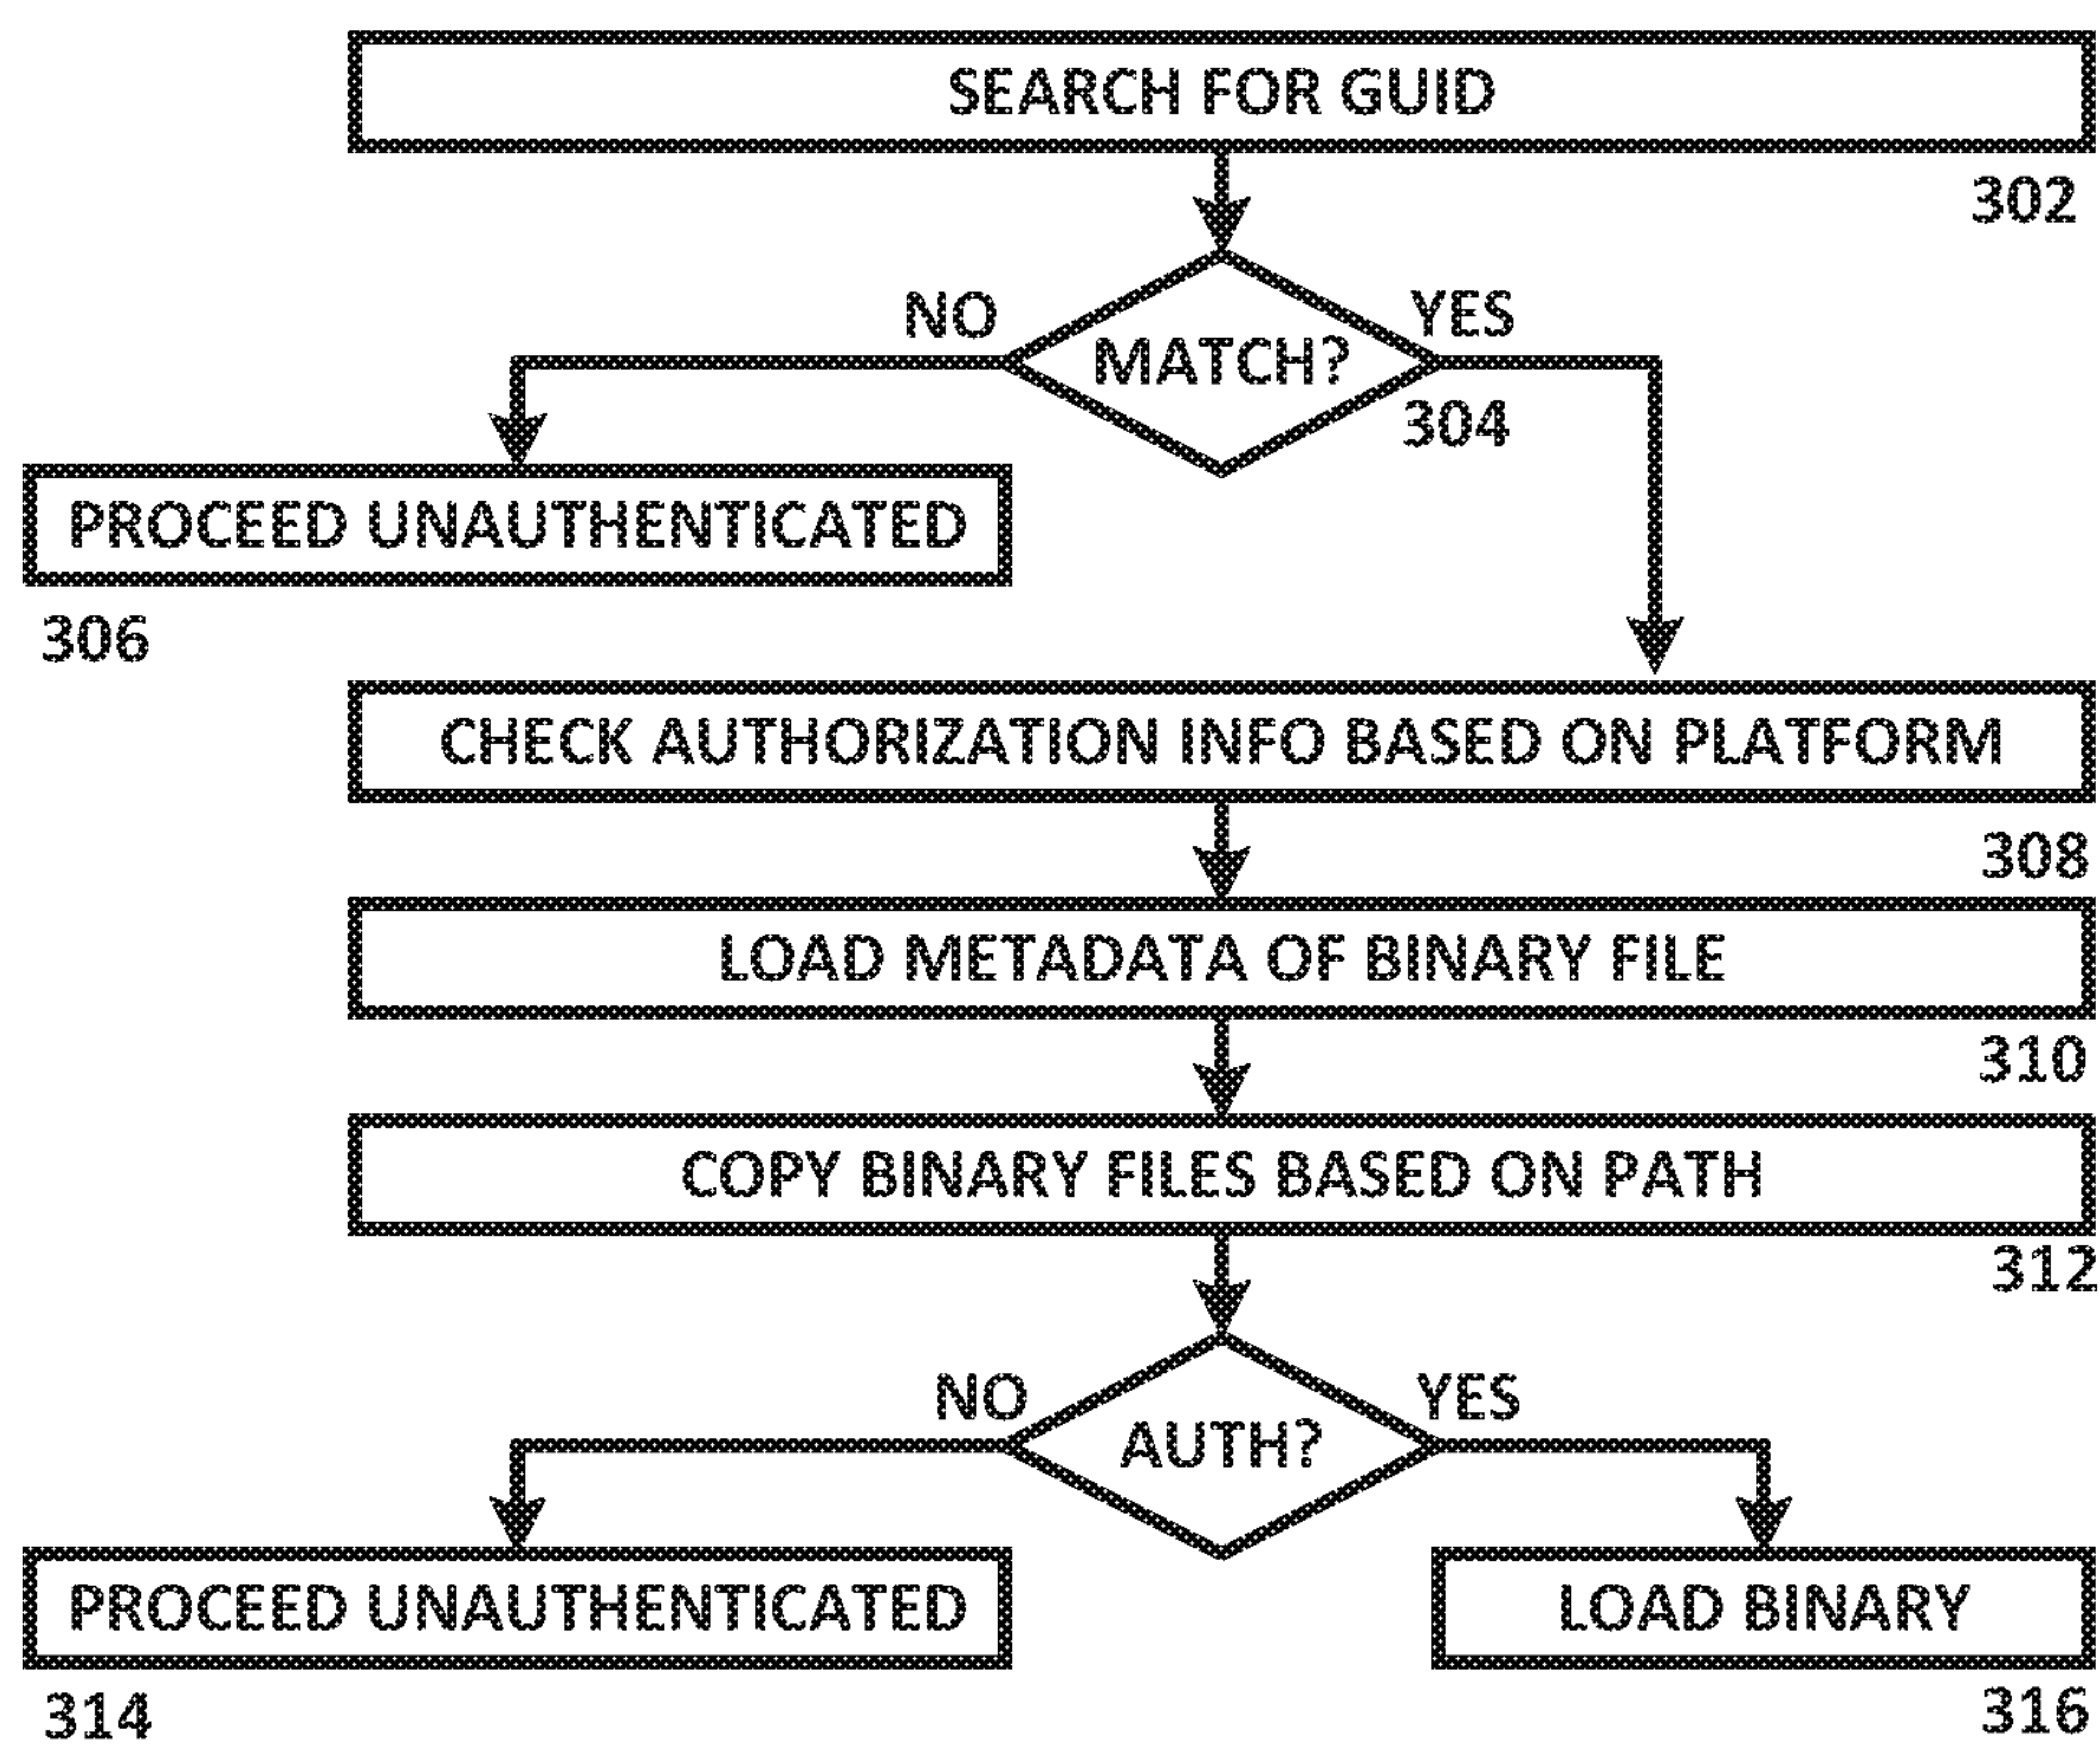 SEARCH FOR GUID
302
NO
YES
MATCH?
304
PROCEED UNAUTHENTICATED
306
CHECK AUTHORIZATION INFO BASED ON PLATFORM
308
LOAD METADATA OF BINARY FILE
310
COPY BINARY FILES BASED ON PATH
312
NO
YES
AUTH?
PROCEED UNAUTHENTICATED
LOAD BINARY
314
316